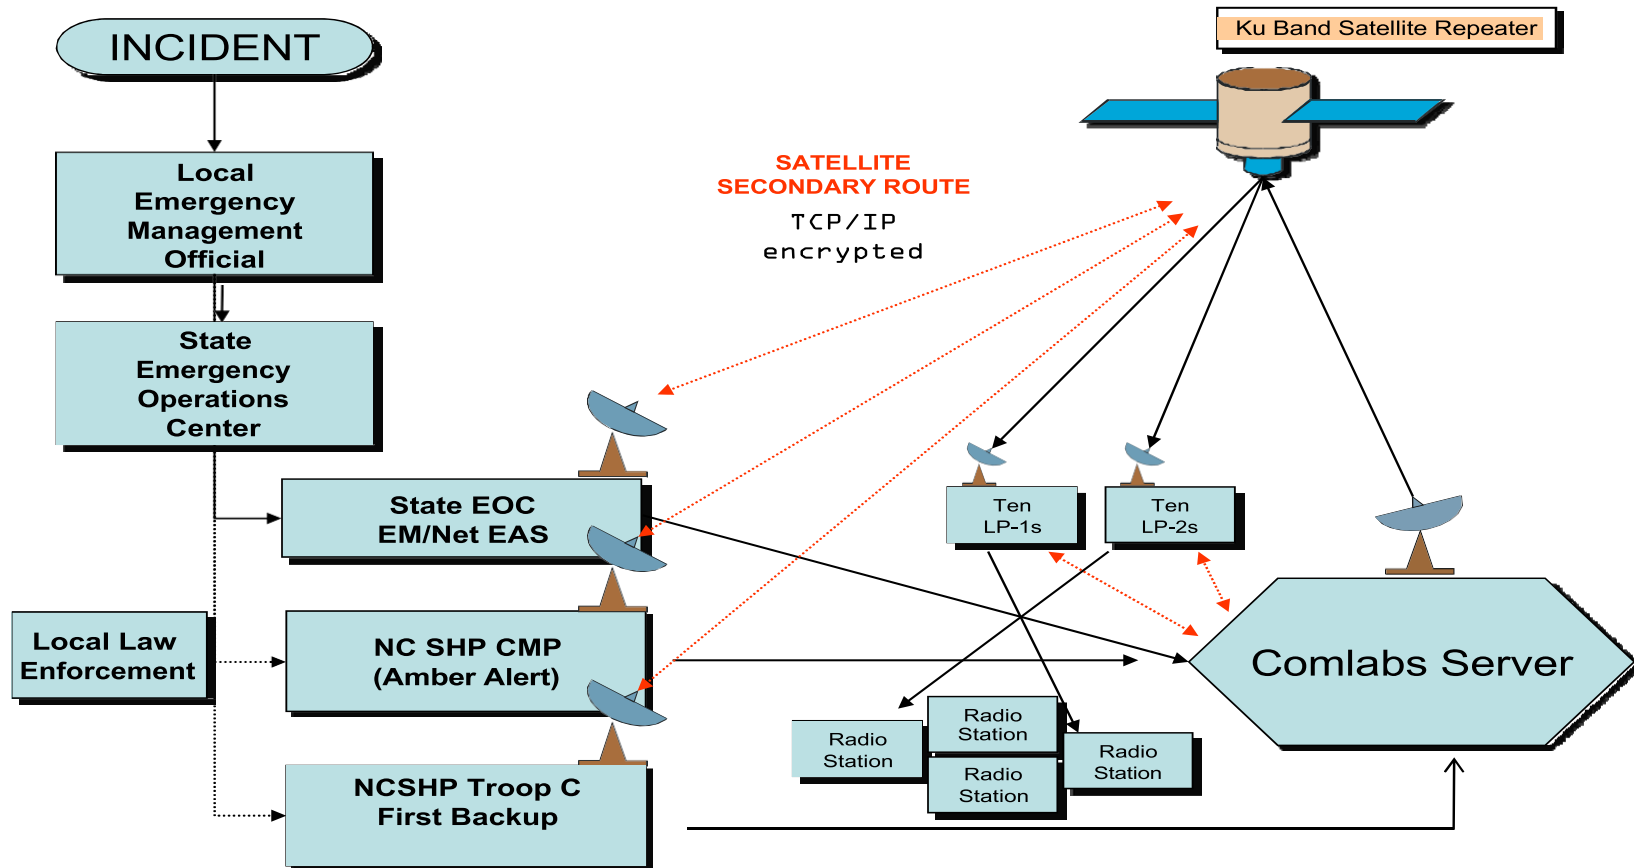 INCIDENT
Ku Band Satellite Repeater
Local
Emergency
Management
Official
SATELLITE
SECONDARY ROUTE
TCP/IP
encrypted
State
Emergency
Operations
Center
State EOC
EM/Net EAS
Ten
LP-1s
Ten
LP-2s
Local Law
Enforcement
NC SHP CMP
(Amber Alert)
Comlabs Server
Radio
Station
Radio
Station
Radio
Station
Radio
Station
NCSHP Troop C
First Backup